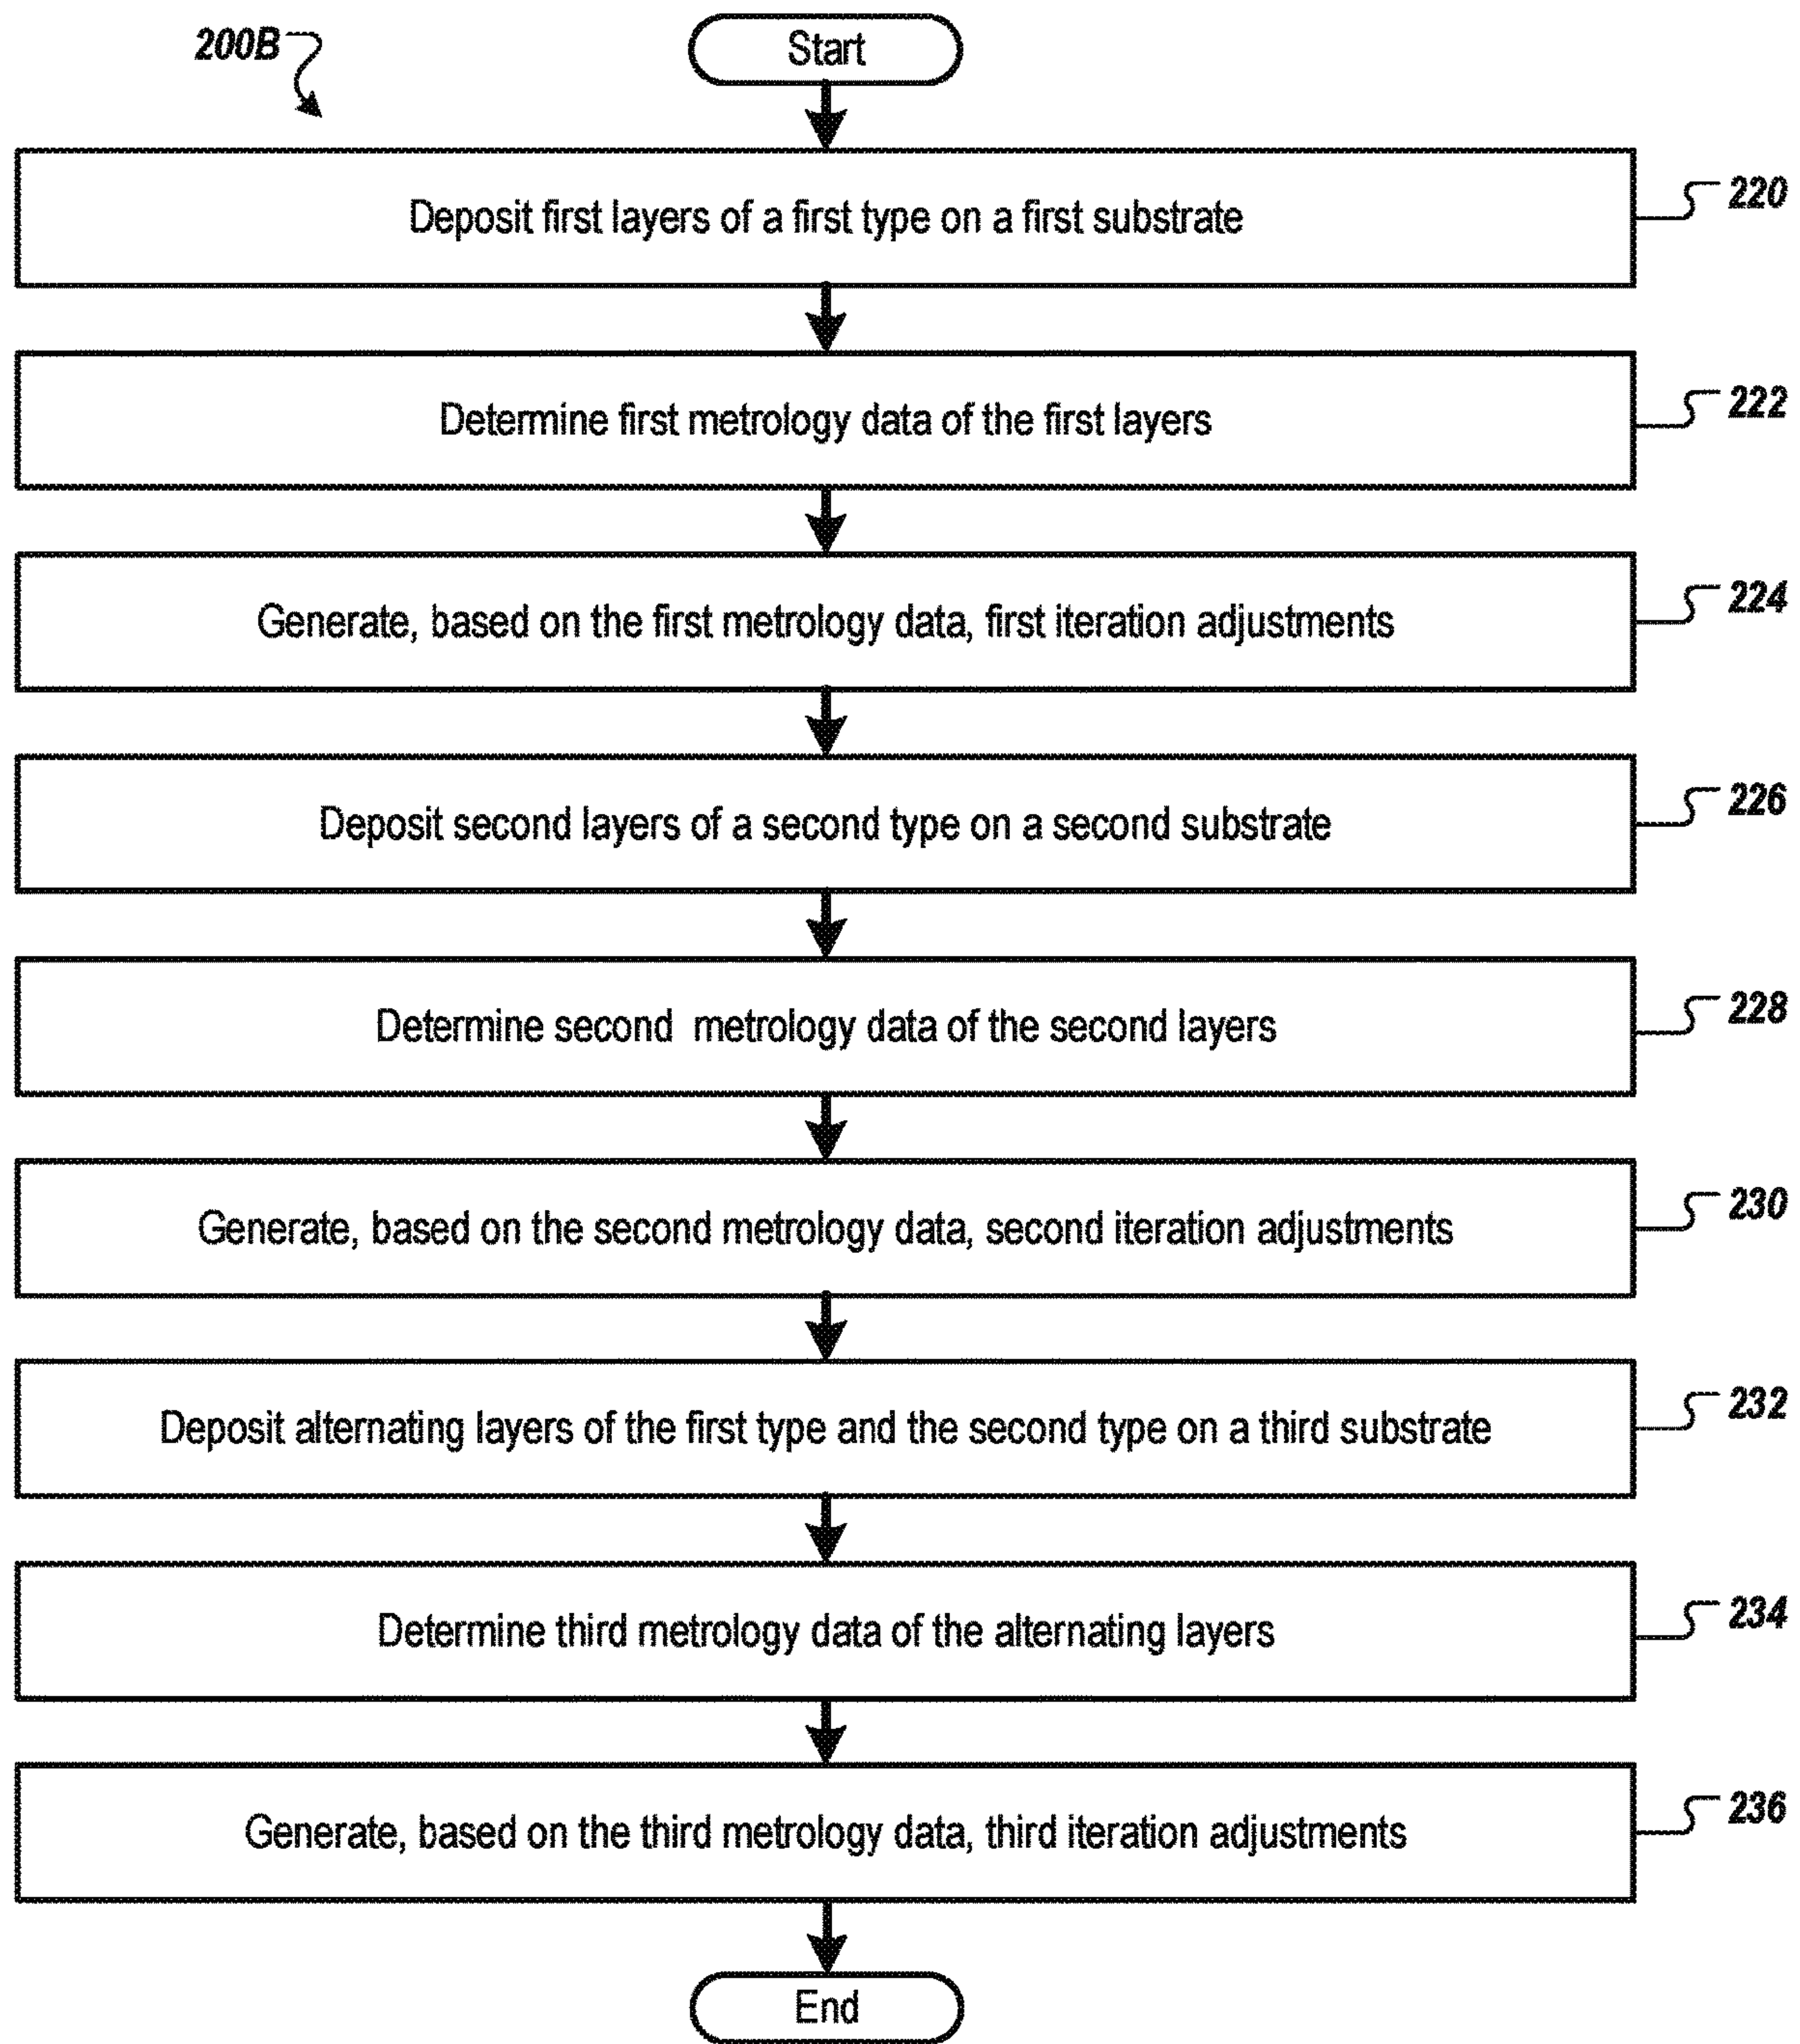 200B
Start
Deposit first layers of a first type on a first substrate
220
Determine first metrology data of the first layers
222
Generate, based on the first metrology data, first iteration adjustments
224
Deposit second layers of a second type on a second substrate
226
Determine second metrology data of the second layers
228
Generate, based on the second metrology data, second iteration adjustments
230
Deposit alternating layers of the first type and the second type on a third substrate
232
Determine third metrology data of the alternating layers
234
Generate, based on the third metrology data, third iteration adjustments
236
End